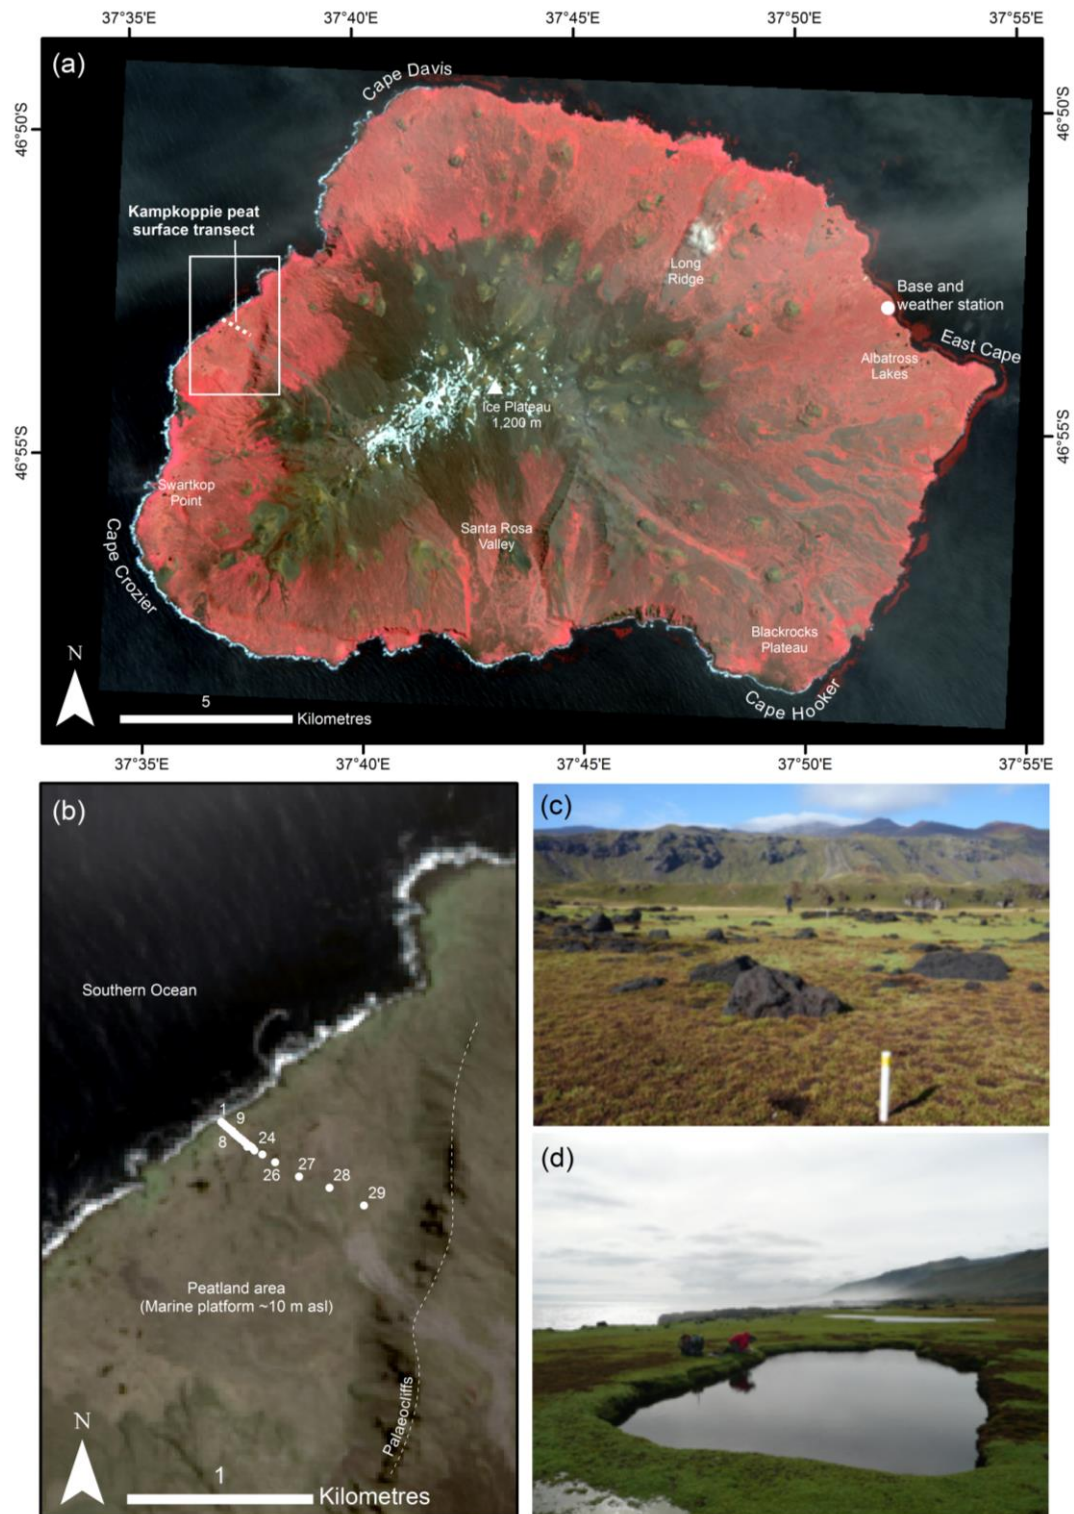 37°35'E 37°40'E 37°45'E 37°50'E 37°55'E
(a)
Cape Davis
46°50'S
46°50'S
Kampkoppie peat
surface transect
Long
Ridge
Base and
weather station
East Cape
Albatross
Lakes
Ice Plateau
1,200 m
46°55'S
46°55'S
Swartkop
Point
Santa Rosa
Valley
Cape Crozier
Blackrocks
Plateau
Cape Hooker
N
5
Kilometres
37°35'E 37°40'E 37°45'E 37°50'E 37°55'E
(b)
Southern Ocean
1
9
8
24
26
27
28
29
Peatland area
(Marine platform ~10 m asl)
Palaeocliffs
N
1
Kilometres
(c)
(d)